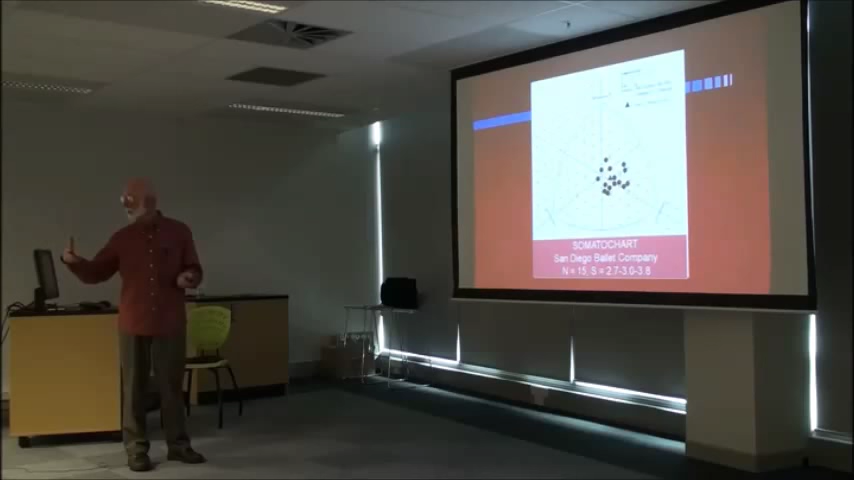 SOMATOCHART
San Diego Ballet Company
N = 15, S = 2.7-3.0-3.8